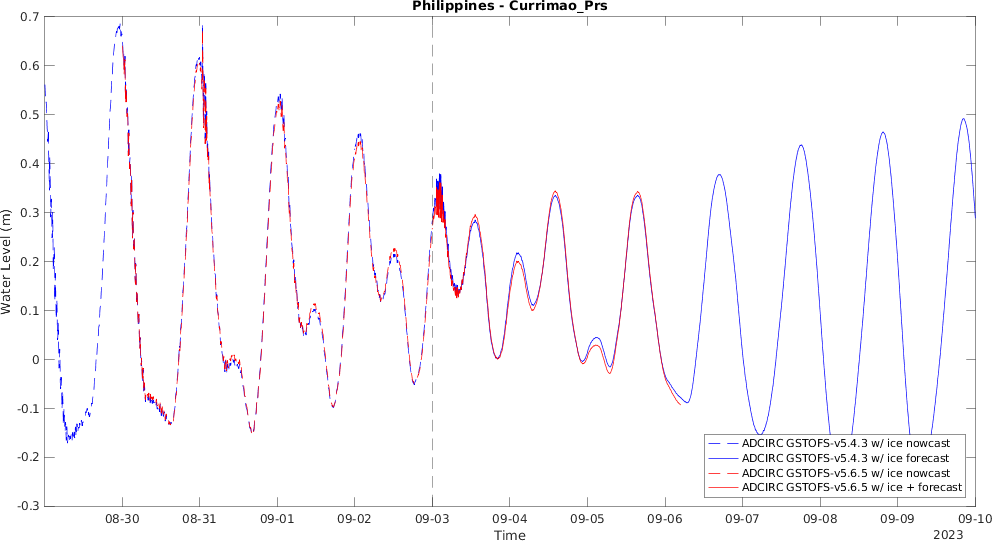 Philippines - Currimao_Prs
0.7
0.6
0.5
0.4
0.3
0.2
0.1
0
-0.1
-0.2
-0.3
Water Level (m)
ADCIRC GSTOFS-v5.4.3 w/ ice nowcast
ADCIRC GSTOFS-v5.4.3 w/ ice forecast
ADCIRC GSTOFS-v5.6.5 w/ ice nowcast
ADCIRC GSTOFS-v5.6.5 w/ ice + forecast
08-30 08-31 09-01 09-02 09-03 09-04 09-05 09-06 09-07 09-08 09-09 09-10
Time
2023